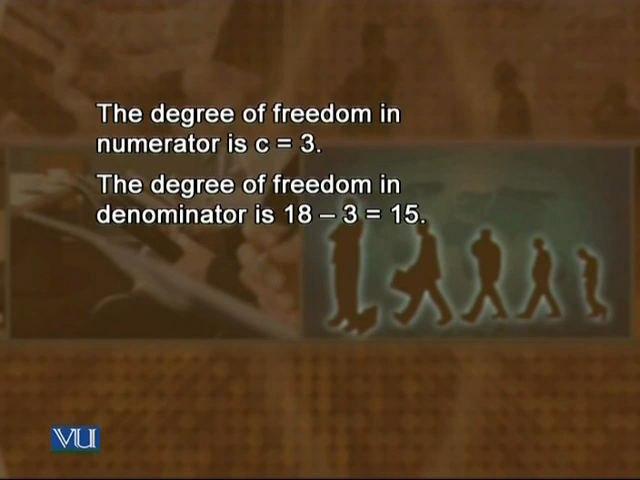 The degree of freedom in
numerator is c = 3.
The degree of freedom in
denominator is 18 – 3 = 15.
VU